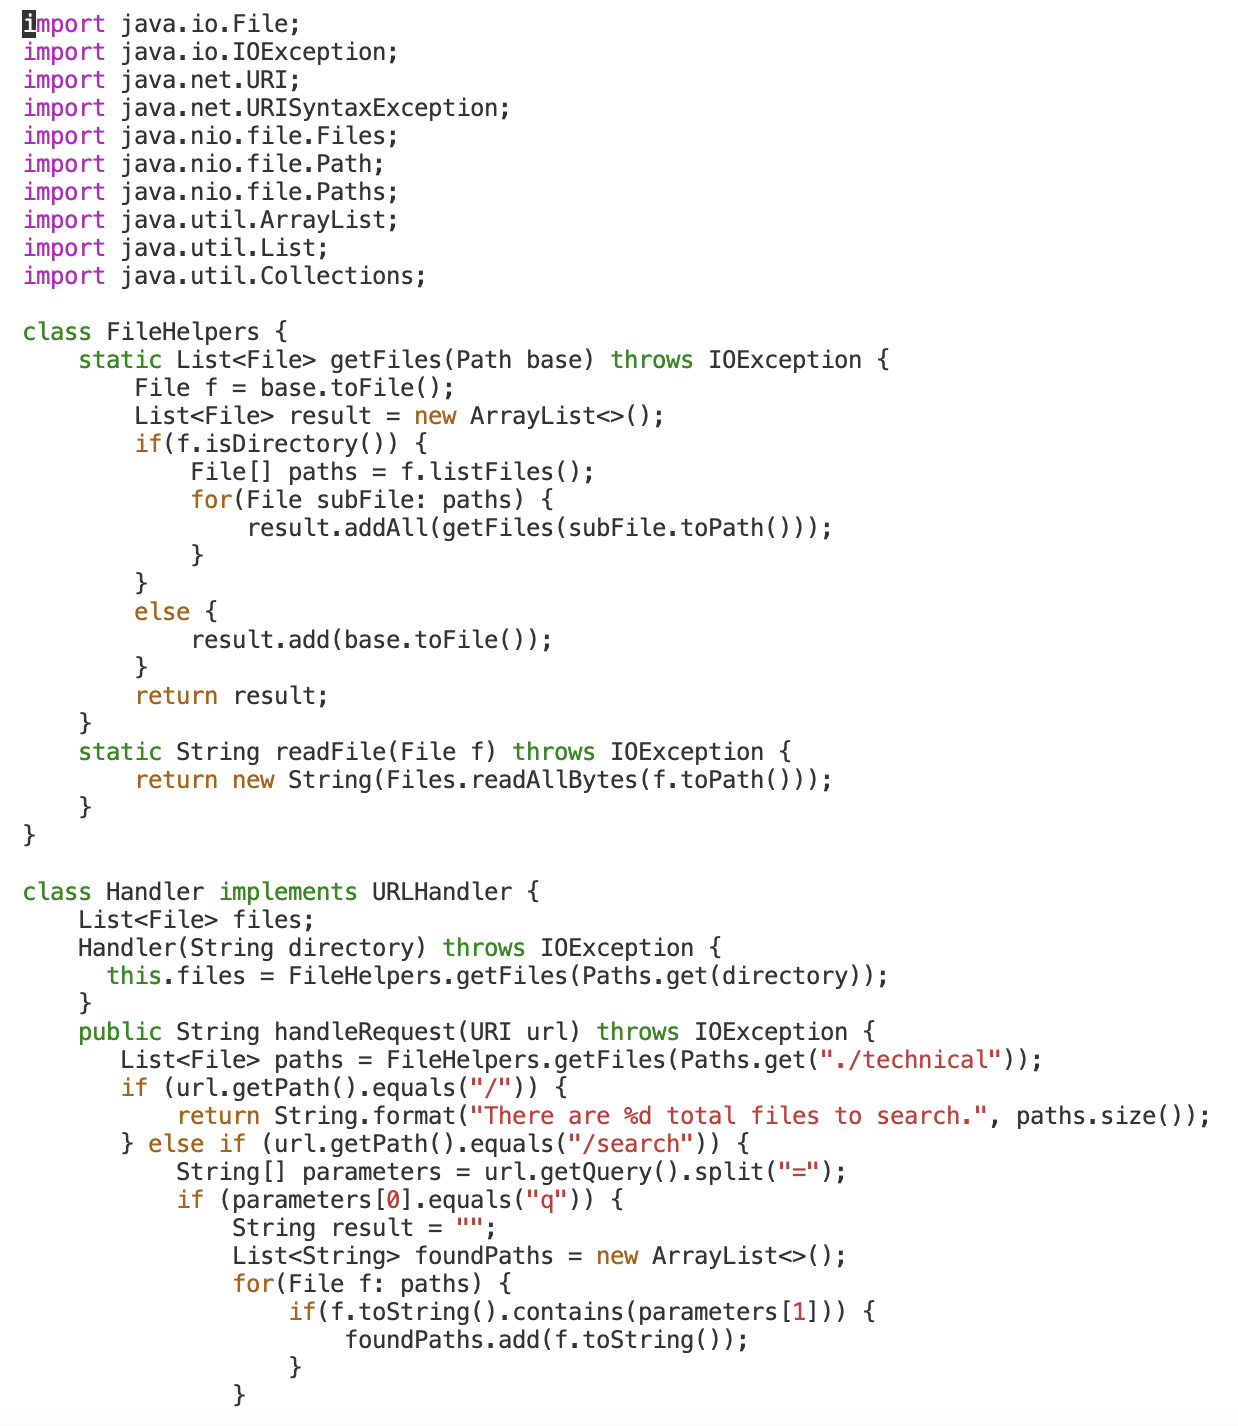 import java.io.File;
import java.io.IOException;
import java.net.URI;
import java.net.URISyntaxException;
import java.nio.file.Files;
import java.nio.file.Path;
import java.nio.file.Paths;
import java.util.ArrayList;
import java.util.List;
import java.util.Collections;

class FileHelpers {
    static List<File> getFiles(Path base) throws IOException {
        File f = base.toFile();
        List<File> result = new ArrayList<>();
        if(f.isDirectory()) {
            File[] paths = f.listFiles();
            for(File subFile: paths) {
                result.addAll(getFiles(subFile.toPath()));
            }
        }
        else {
            result.add(base.toFile());
        }
        return result;
    }
    static String readFile(File f) throws IOException {
        return new String(Files.readAllBytes(f.toPath()));
    }
}

class Handler implements URLHandler {
    List<File> files;
    Handler(String directory) throws IOException {
      this.files = FileHelpers.getFiles(Paths.get(directory));
    }
    public String handleRequest(URI url) throws IOException {
       List<File> paths = FileHelpers.getFiles(Paths.get("./technical"));
       if (url.getPath().equals("/")) {
           return String.format("There are %d total files to search.", paths.size());
       } else if (url.getPath().equals("/search")) {
           String[] parameters = url.getQuery().split("=");
           if (parameters[0].equals("q")) {
               String result = "";
               List<String> foundPaths = new ArrayList<>();
               for(File f: paths) {
                   if(f.toString().contains(parameters[1])) {
                       foundPaths.add(f.toString());
                   }
               }